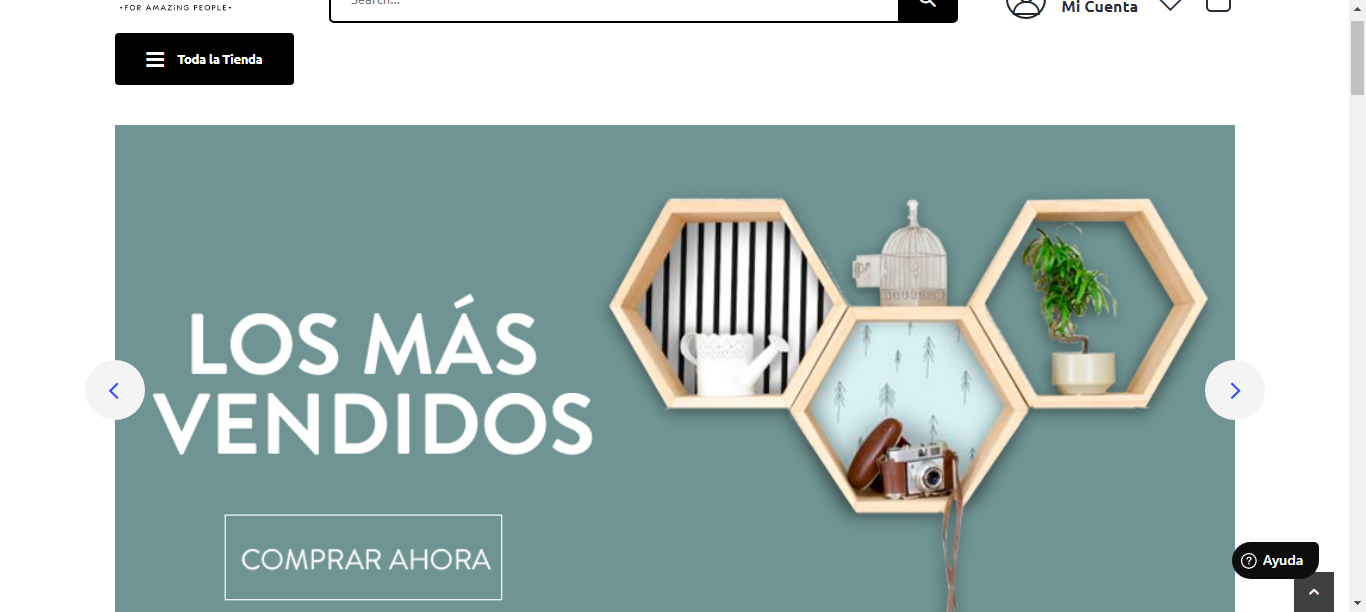 •FOR AMAZiNG PEOPLE•
Search...
Mi Cuenta
Toda la Tienda
LOS MÁS
VENDIDOS
COMPRAR AHORA
Ayuda